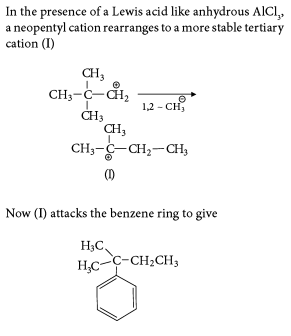 In the presence of a Lewis acid like anhydrous AlCl₃,
a neopentyl cation rearranges to a more stable tertiary
cation (I)
CH₃
CH₃–C–CH₂ ⊕
CH₃
1,2 – CH₃ ⊖
CH₃
CH₃–C–CH₂–CH₃
⊕
(I)
Now (I) attacks the benzene ring to give
H₃C
H₃C–C–CH₂CH₃